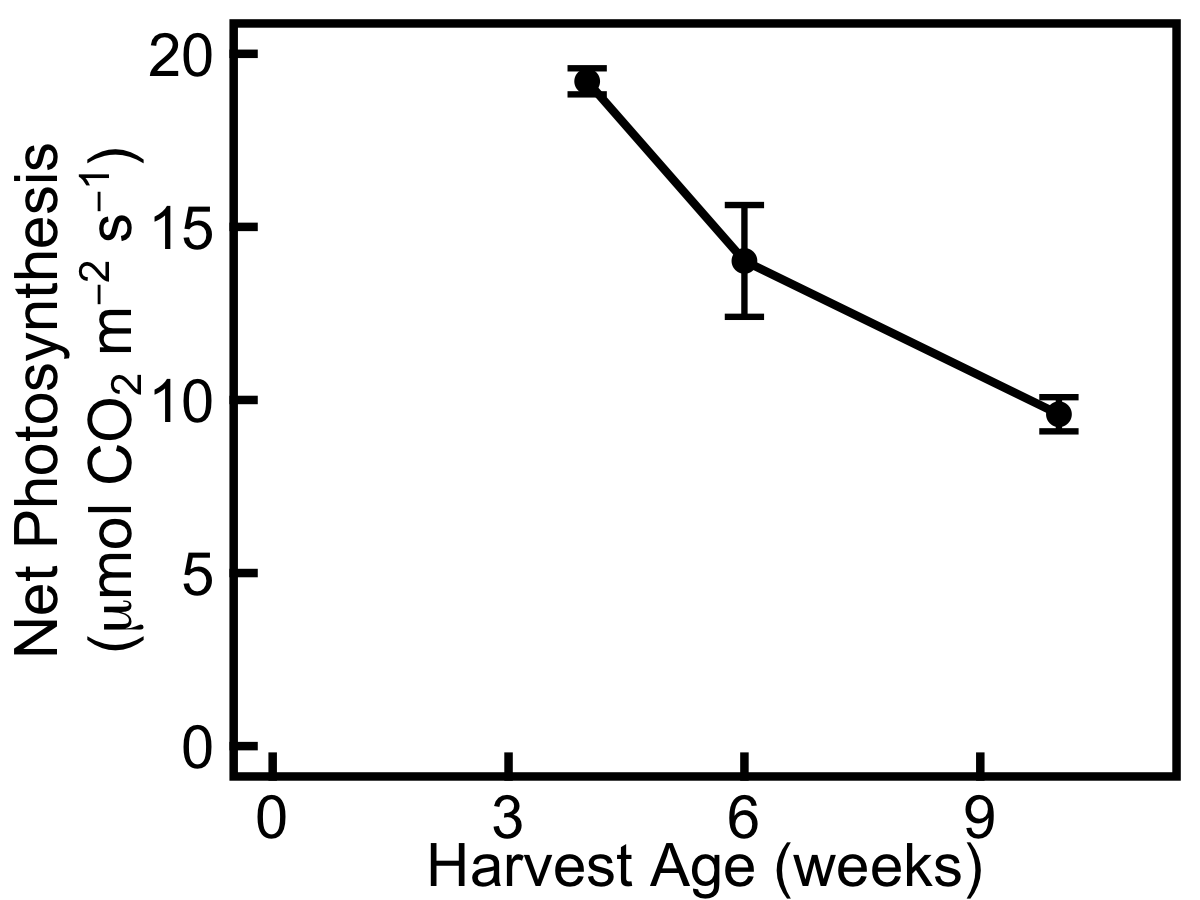 Net Photosynthesis
(μmol CO₂ m⁻² s⁻¹)
20
15
10
5
0
0 3 6 9
Harvest Age (weeks)